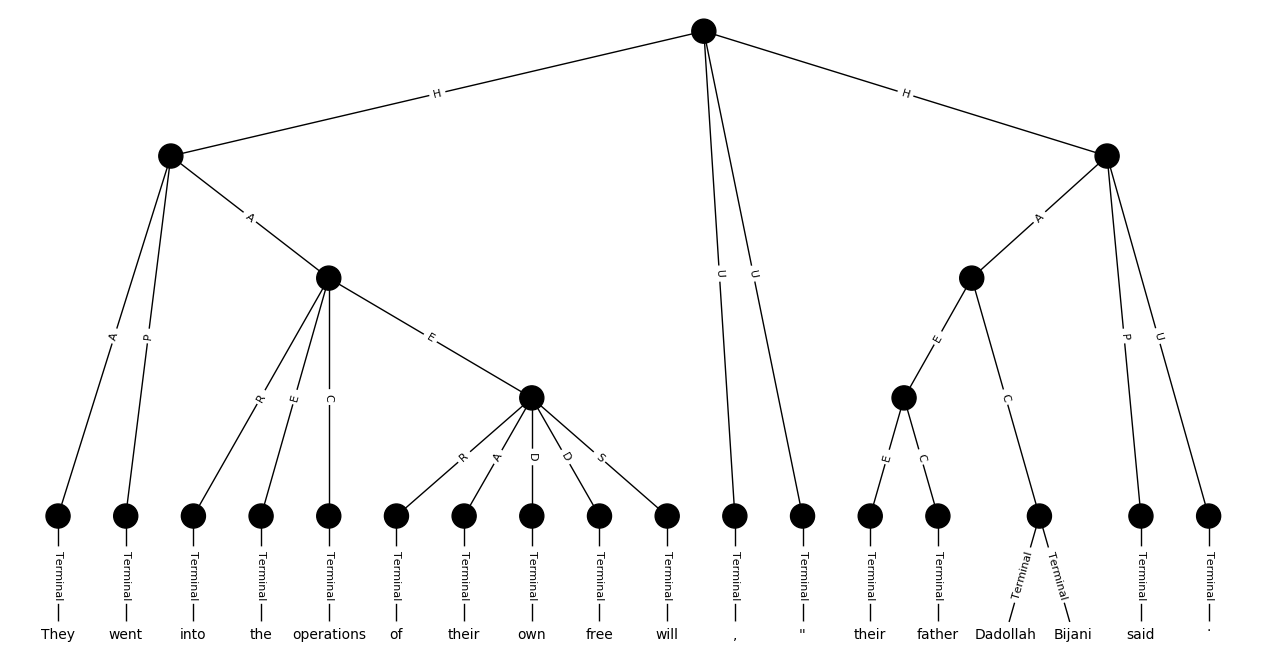 H H
A U U A
A P E E P U
R E C C
R A D D S E C
Terminal Terminal Terminal Terminal Terminal Terminal Terminal Terminal Terminal Terminal Terminal Terminal Terminal Terminal Terminal Terminal Terminal Terminal
They went into the operations of their own free will , " their father Dadollah Bijani said .